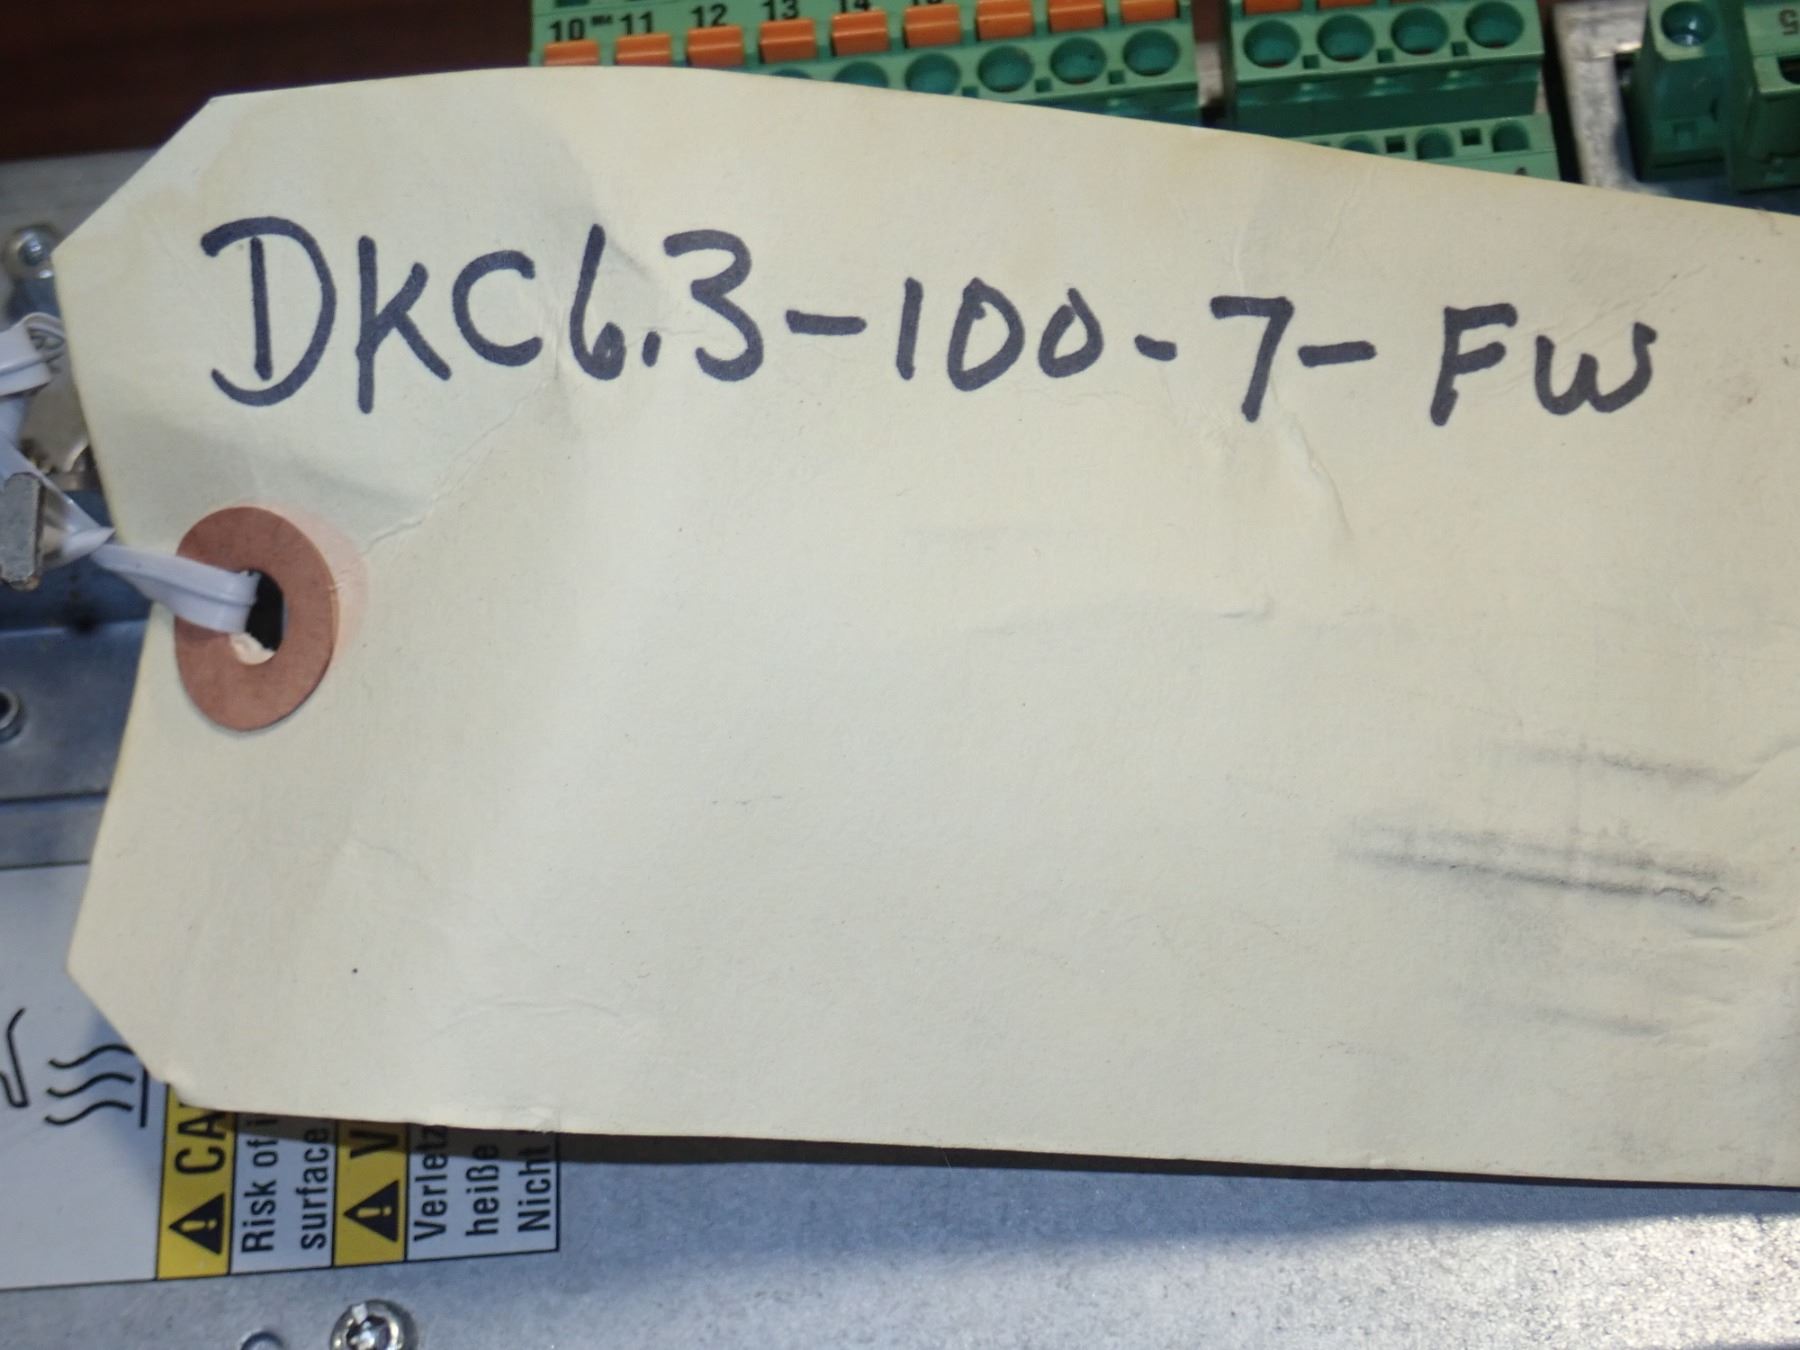 10 11 12 13 14
DKC6.3-100-7-FW
CA
Risk of i
surface.
Verletz
heiße
Nicht